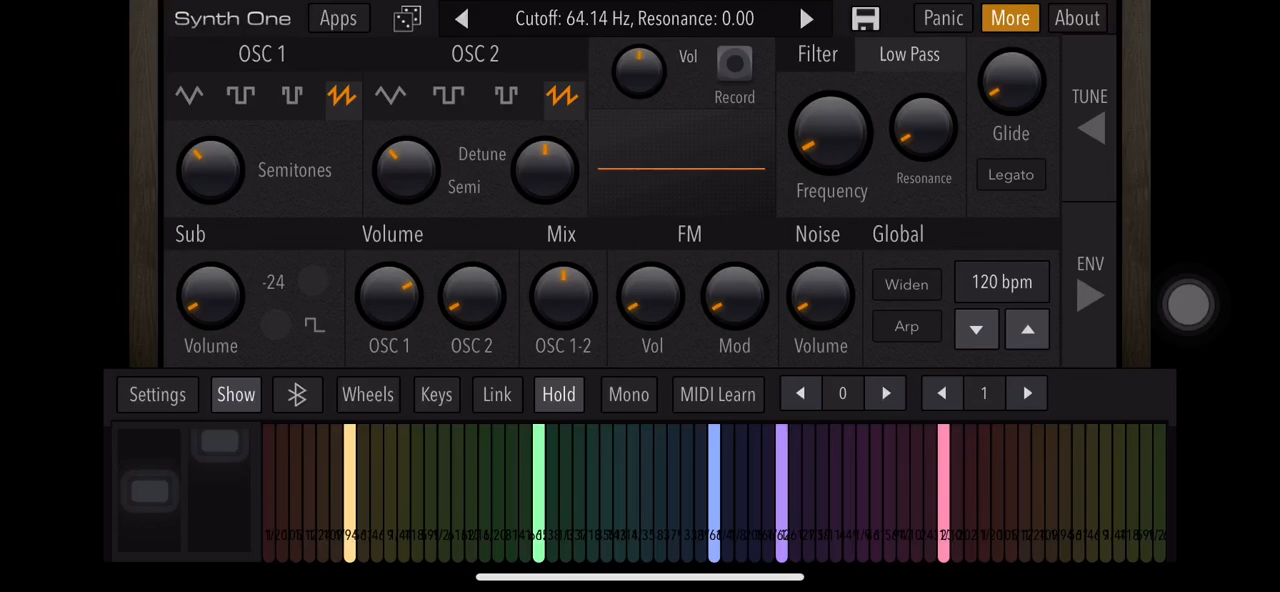 Synth One Apps Cutoff: 64.14 Hz, Resonance: 0.00 Panic More About
OSC 1 OSC 2 Vol Filter Low Pass
Record TUNE
Glide
Semitones Detune Semi Frequency Resonance Legato
Sub Volume Mix FM Noise Global
-24 Widen 120 bpm ENV
Arp
Volume OSC 1 OSC 2 OSC 1-2 Vol Mod Volume
Settings Show Wheels Keys Link Hold Mono MIDI Learn 0 1